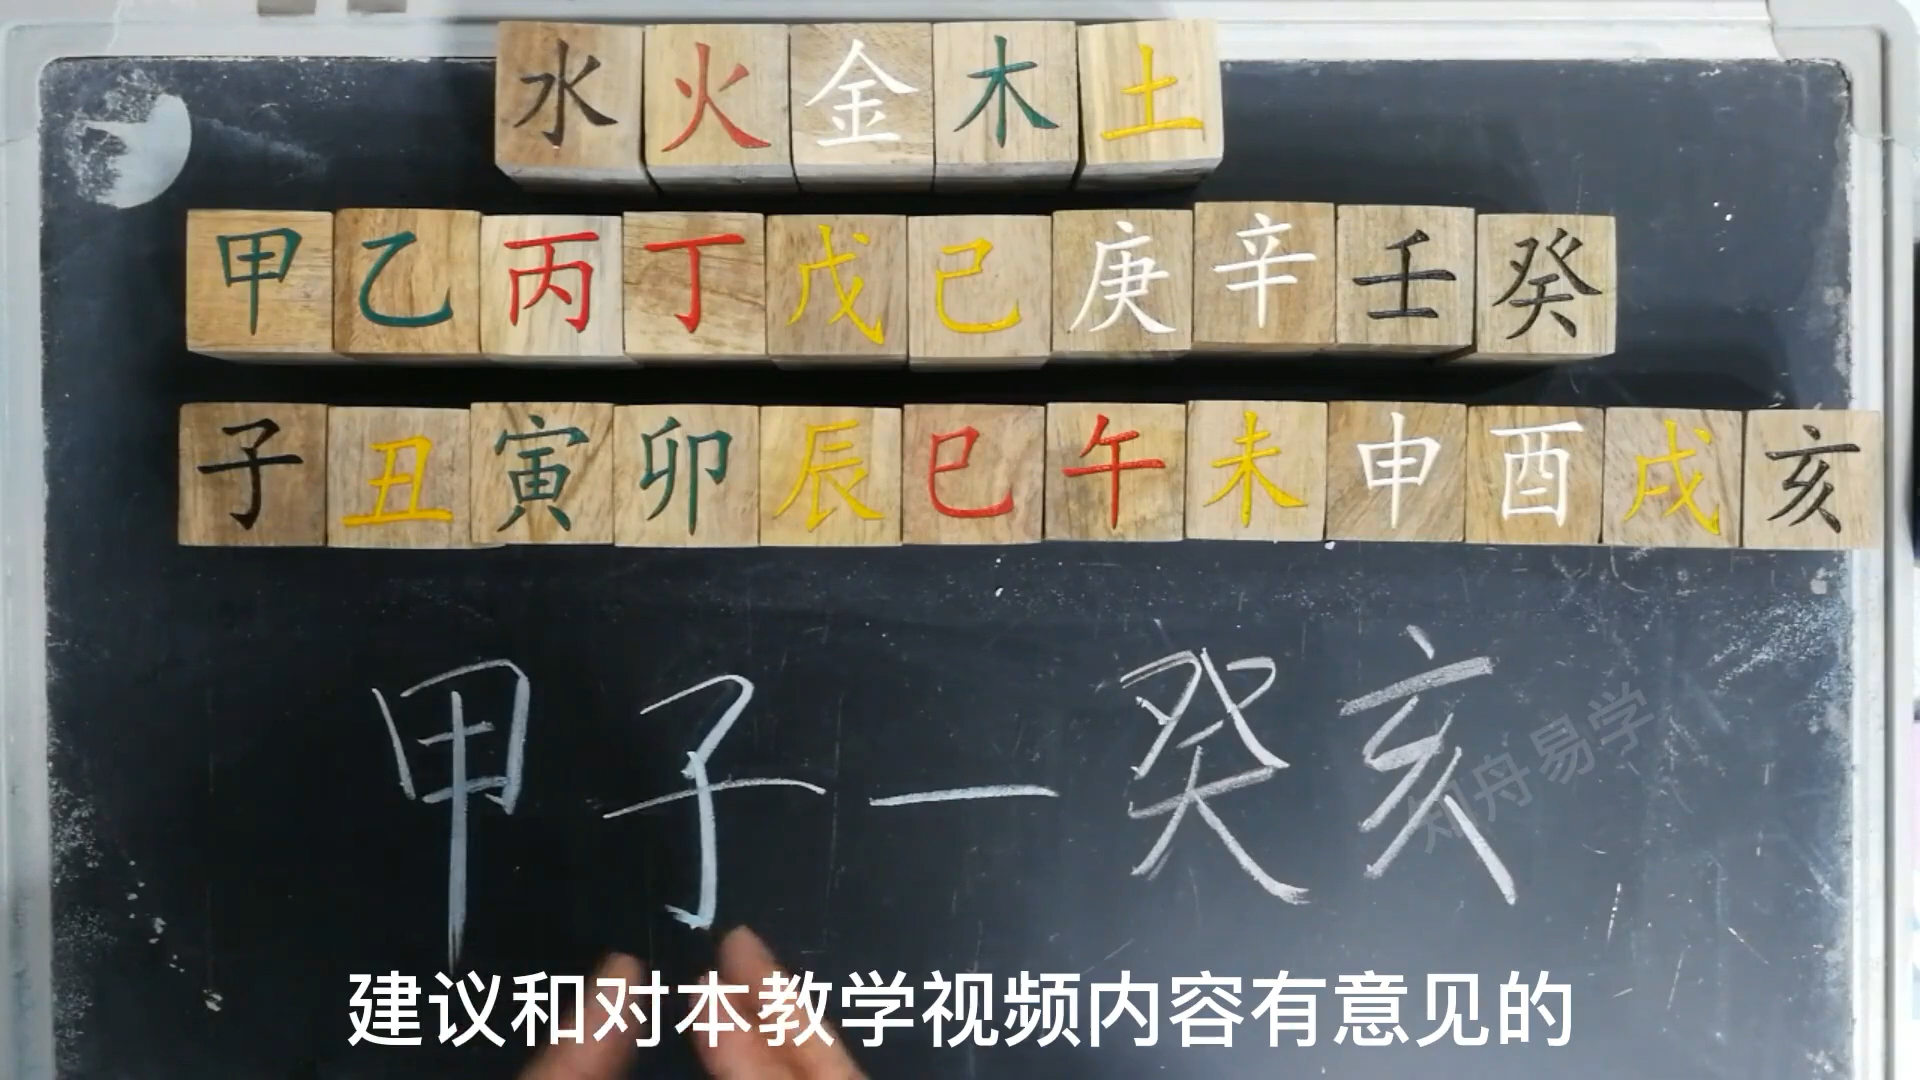 水火金木土
甲乙丙丁戊己庚辛壬癸
子丑寅卯辰巳午未申酉戌亥
甲子一癸亥
知舟易学
建议和对本教学视频内容有意见的